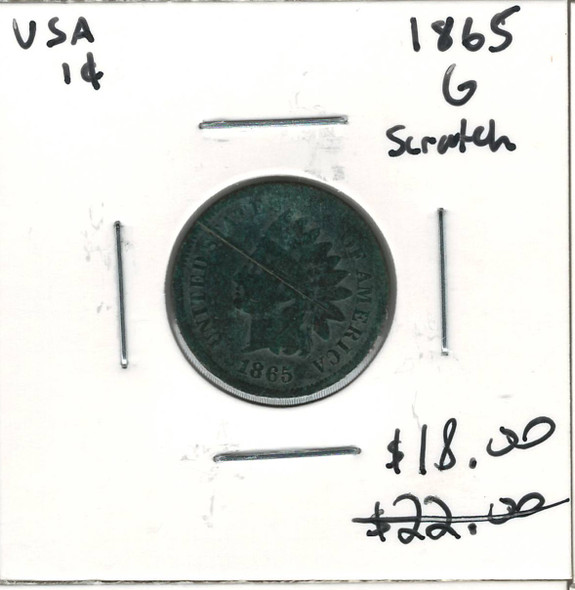 USA
1¢
1865
G
Scratch
UNITED STATES OF AMERICA
1865
$18.00
$22.00